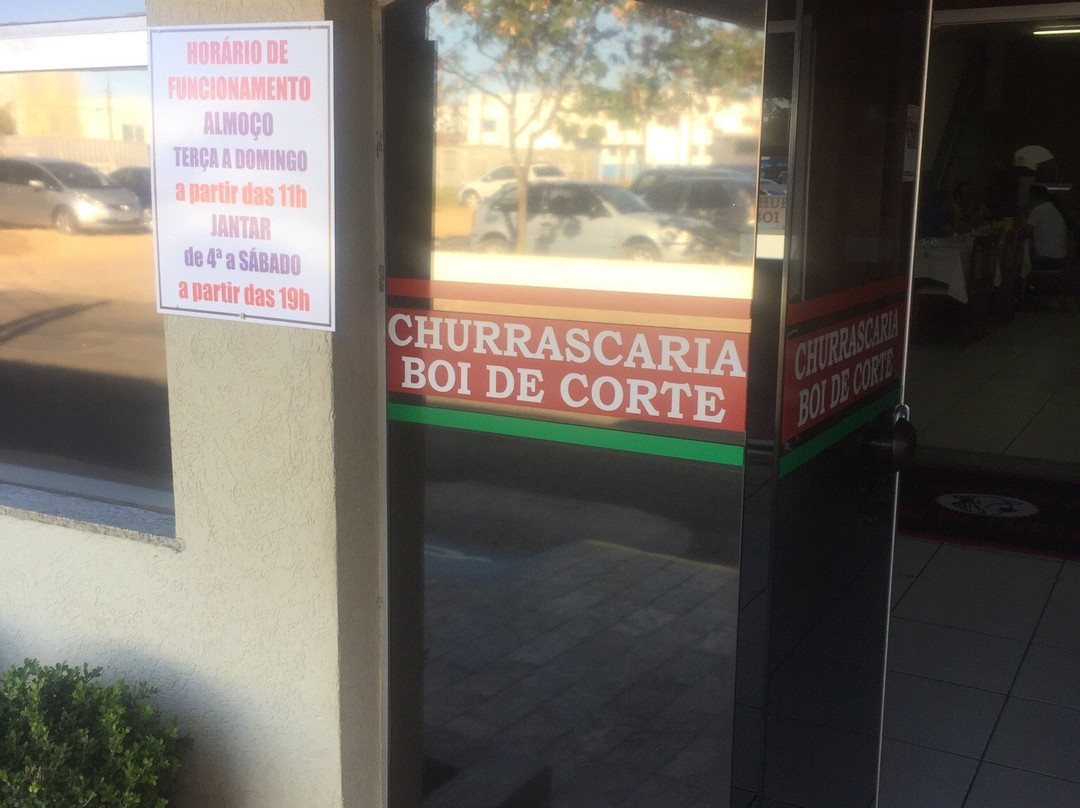 HORÁRIO DE
FUNCIONAMENTO
ALMOÇO
TERÇA A DOMINGO
a partir das 11h
JANTAR
de 4ª a SÁBADO
a partir das 19h
CHURRASCARIA
BOI DE CORTE
CHURRASCARIA
BOI DE CORTE